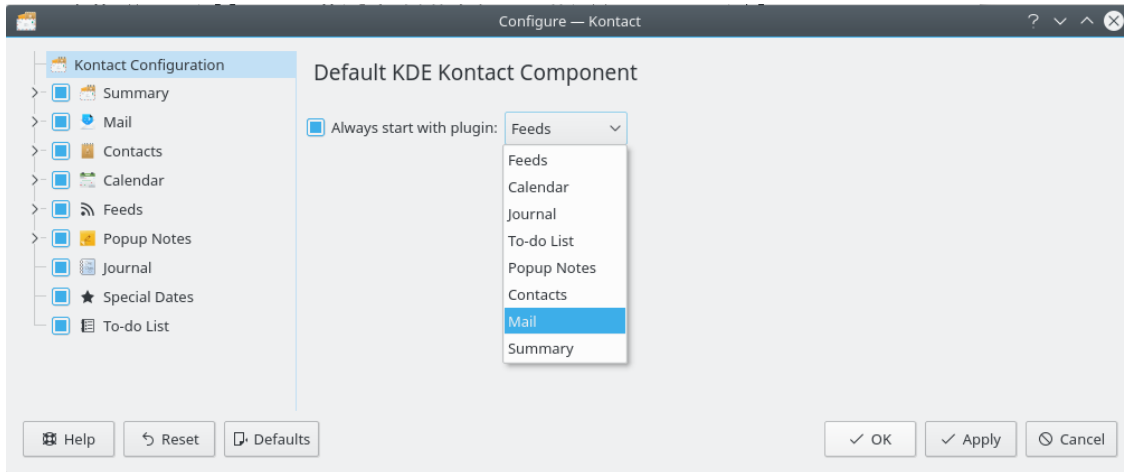 Configure — Kontact
Kontact Configuration
Summary
Mail
Contacts
Calendar
Feeds
Popup Notes
Journal
Special Dates
To-do List
Default KDE Kontact Component
Always start with plugin: Feeds
Feeds
Calendar
Journal
To-do List
Popup Notes
Contacts
Mail
Summary
Help Reset Defaults OK Apply Cancel